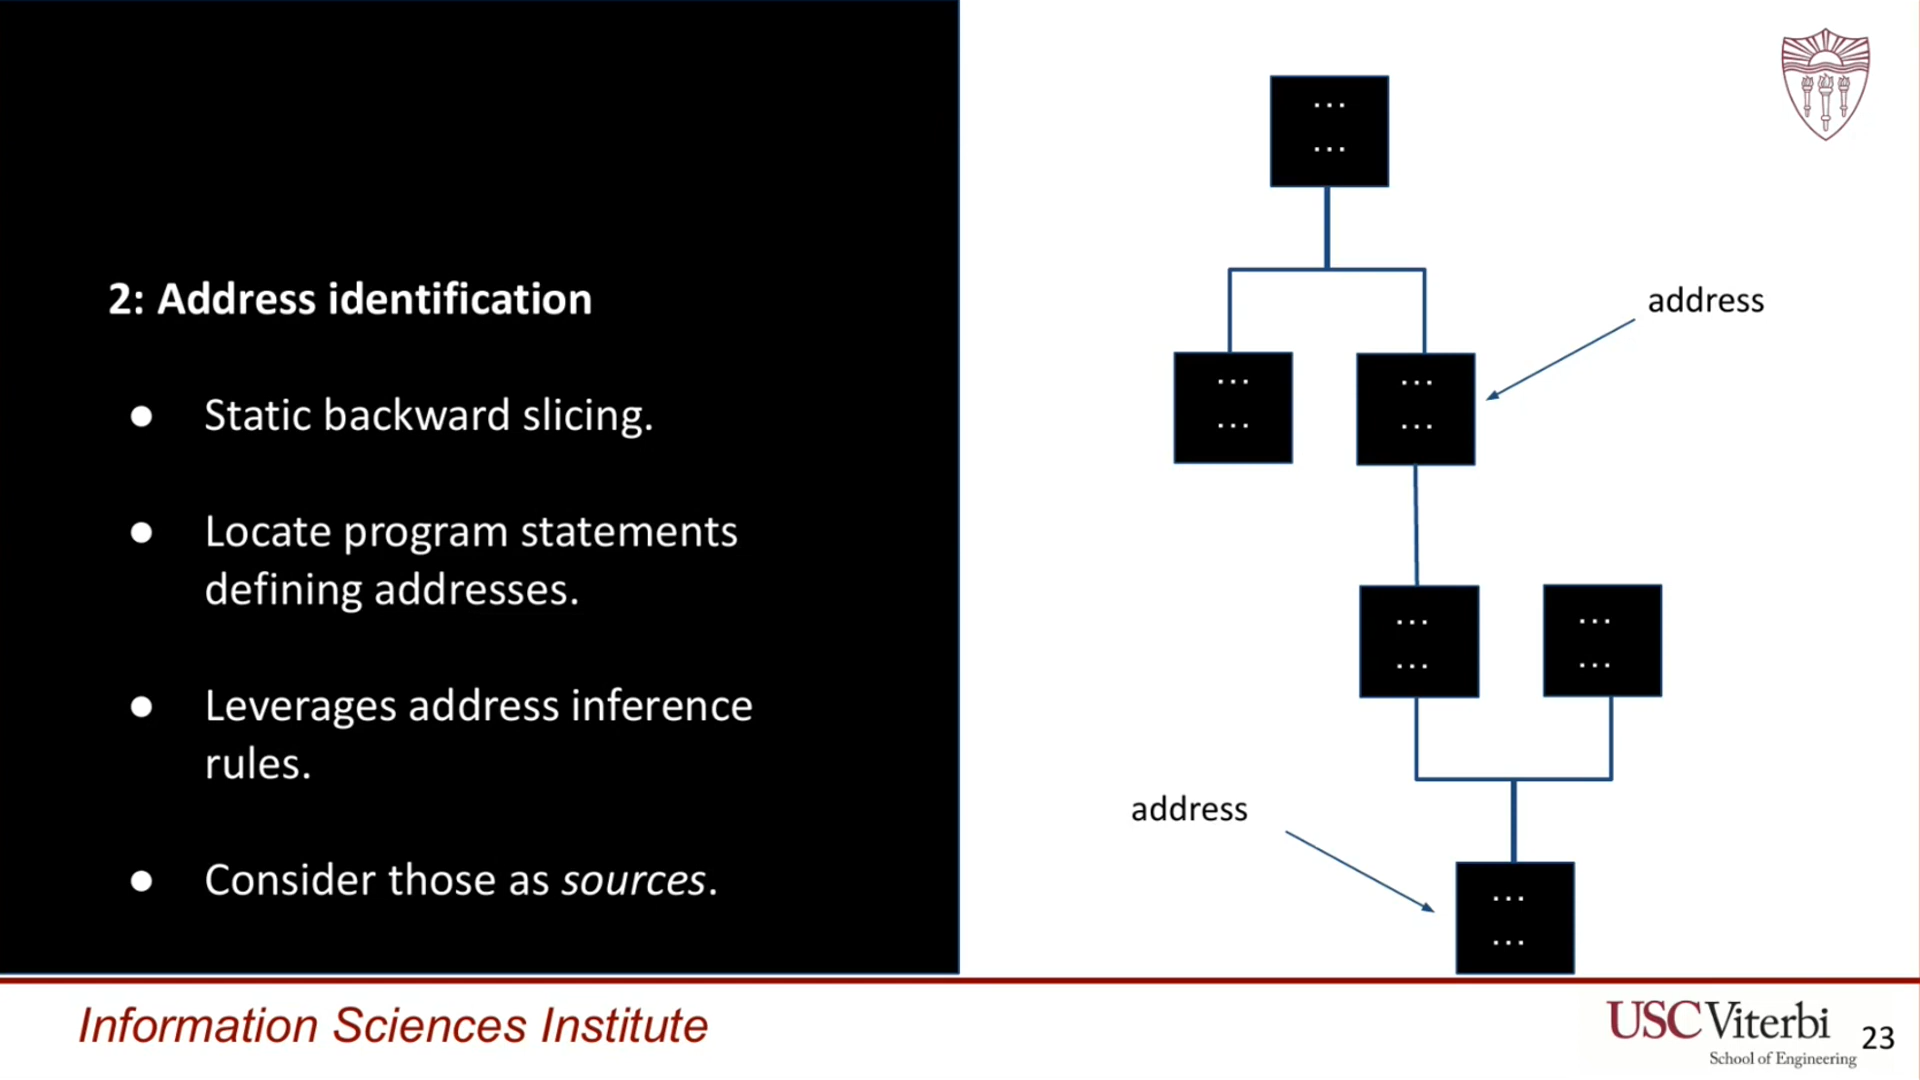 2: Address identification
● Static backward slicing.
● Locate program statements
defining addresses.
● Leverages address inference
rules.
● Consider those as sources.
...
...
address
...
...
...
...
...
...
...
...
address
...
...
Information Sciences Institute
USC Viterbi
School of Engineering
23